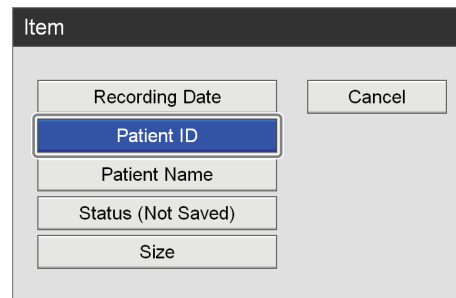 Item
Recording Date
Cancel
Patient ID
Patient Name
Status (Not Saved)
Size